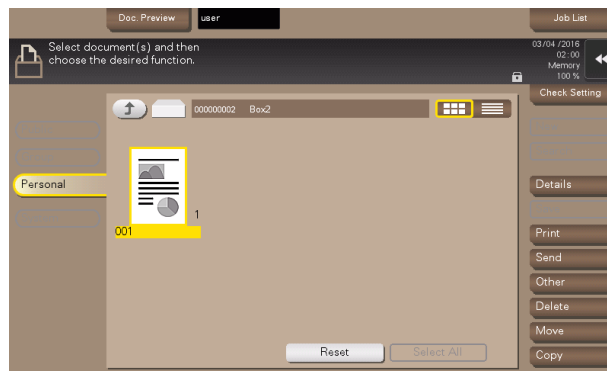 Doc. Preview
user
Job List
Select document(s) and then
choose the desired function.
03/04 /2016
02:00
Memory
100 %
Check Setting
000000002 Box2
Personal
1
001
Details
Print
Send
Other
Delete
Move
Copy
Reset
Select All